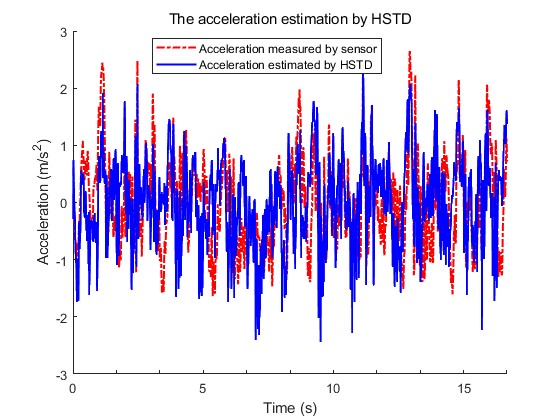 The acceleration estimation by HSTD
Acceleration measured by sensor
Acceleration estimated by HSTD
Acceleration (m/s²)
3
2
1
0
-1
-2
-3
0 5 10 15
Time (s)